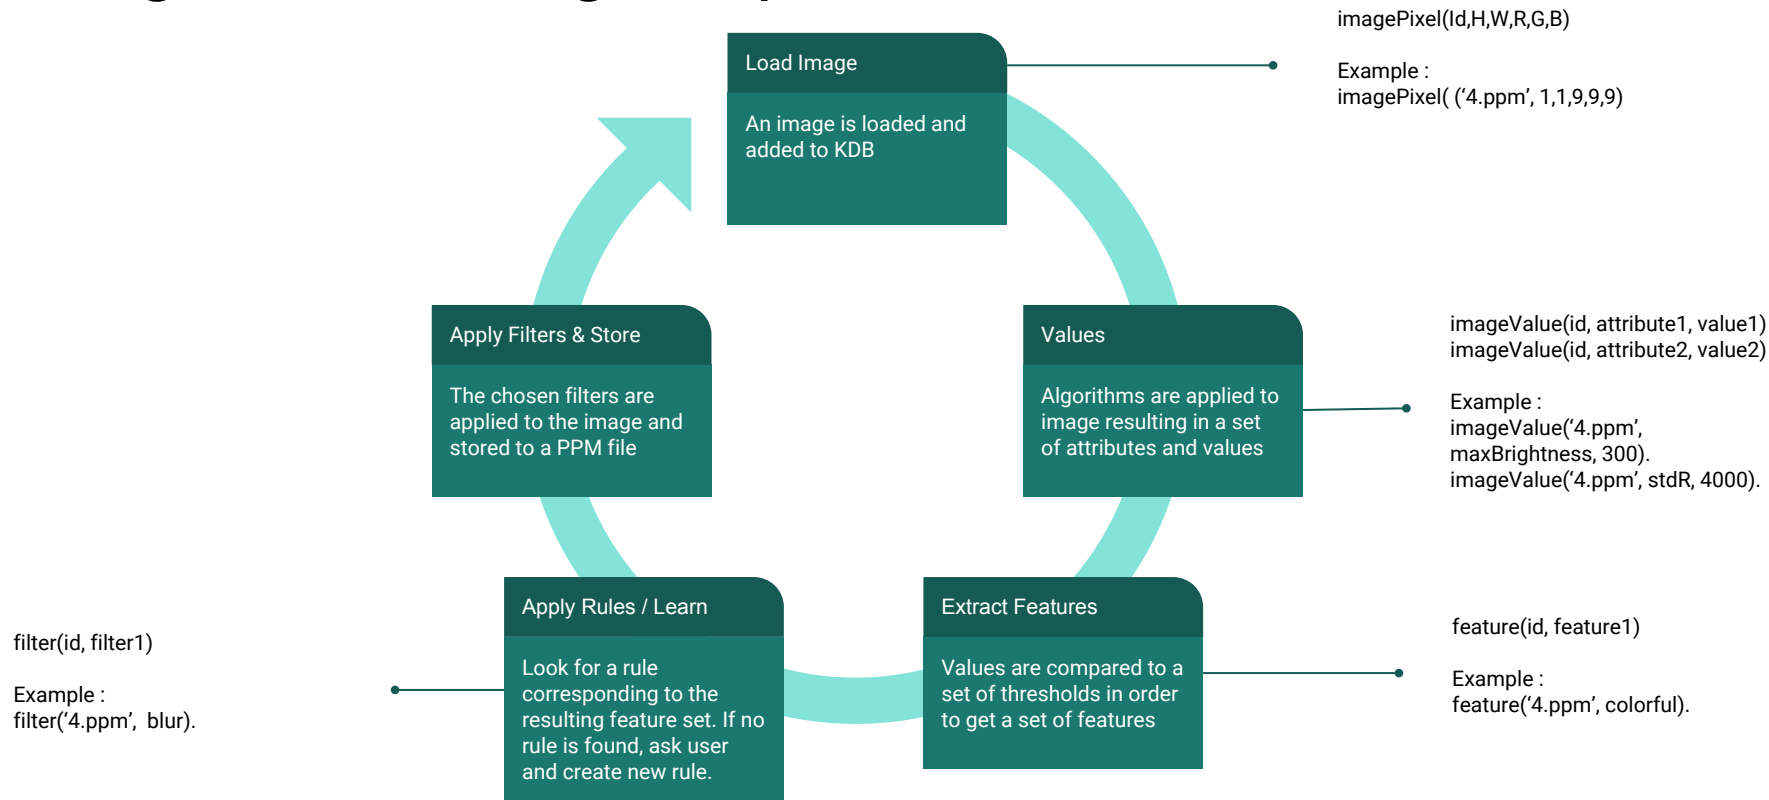 imagePixel(Id,H,W,R,G,B)
Example :
imagePixel( (‘4.ppm’, 1,1,9,9,9)
Load Image
An image is loaded and
added to KDB
Values
Algorithms are applied to
image resulting in a set
of attributes and values
imageValue(id, attribute1, value1)
imageValue(id, attribute2, value2)
Example :
imageValue(‘4.ppm’,
maxBrightness, 300).
imageValue(‘4.ppm’, stdR, 4000).
Extract Features
Values are compared to a
set of thresholds in order
to get a set of features
feature(id, feature1)
Example :
feature(‘4.ppm’, colorful).
Apply Rules / Learn
Look for a rule
corresponding to the
resulting feature set. If no
rule is found, ask user
and create new rule.
filter(id, filter1)
Example :
filter(‘4.ppm’,  blur).
Apply Filters & Store
The chosen filters are
applied to the image and
stored to a PPM file